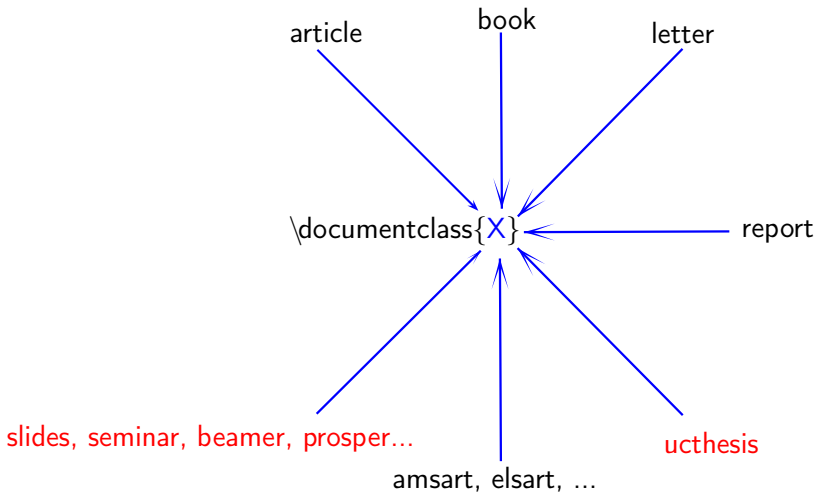 article
book
letter
\documentclass{X}
report
slides, seminar, beamer, prosper...
ucthesis
amsart, elsart, ...